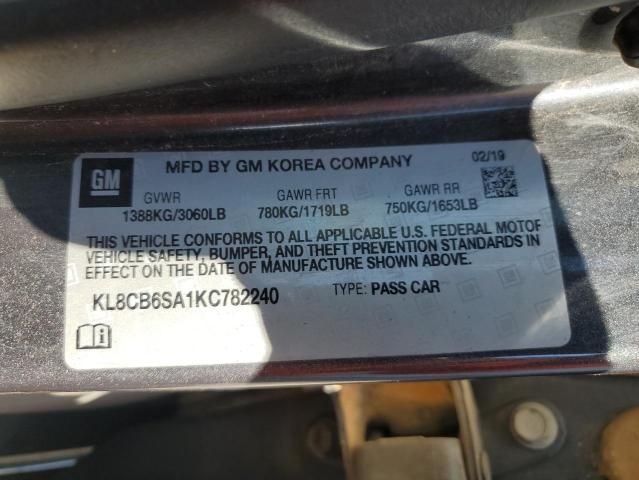 GM
MFD BY GM KOREA COMPANY 02/19
GVWR GAWR FRT GAWR RR
1388KG/3060LB 780KG/1719LB 750KG/1653LB
THIS VEHICLE CONFORMS TO ALL APPLICABLE U.S. FEDERAL MOTOR
VEHICLE SAFETY, BUMPER, AND THEFT PREVENTION STANDARDS IN
EFFECT ON THE DATE OF MANUFACTURE SHOWN ABOVE.
KL8CB6SA1KC782240 TYPE: PASS CAR